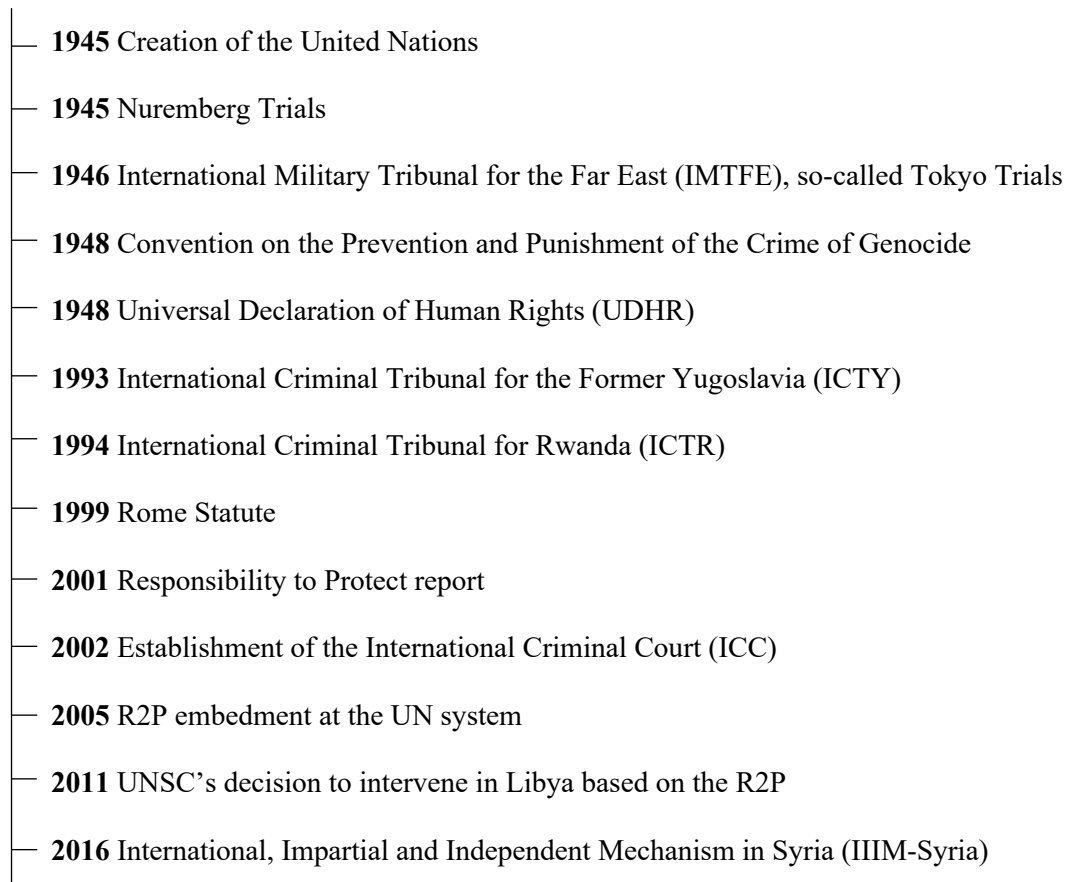 1945 Creation of the United Nations
1945 Nuremberg Trials
1946 International Military Tribunal for the Far East (IMTFE), so-called Tokyo Trials
1948 Convention on the Prevention and Punishment of the Crime of Genocide
1948 Universal Declaration of Human Rights (UDHR)
1993 International Criminal Tribunal for the Former Yugoslavia (ICTY)
1994 International Criminal Tribunal for Rwanda (ICTR)
1999 Rome Statute
2001 Responsibility to Protect report
2002 Establishment of the International Criminal Court (ICC)
2005 R2P embedment at the UN system
2011 UNSC’s decision to intervene in Libya based on the R2P
2016 International, Impartial and Independent Mechanism in Syria (IIIM-Syria)